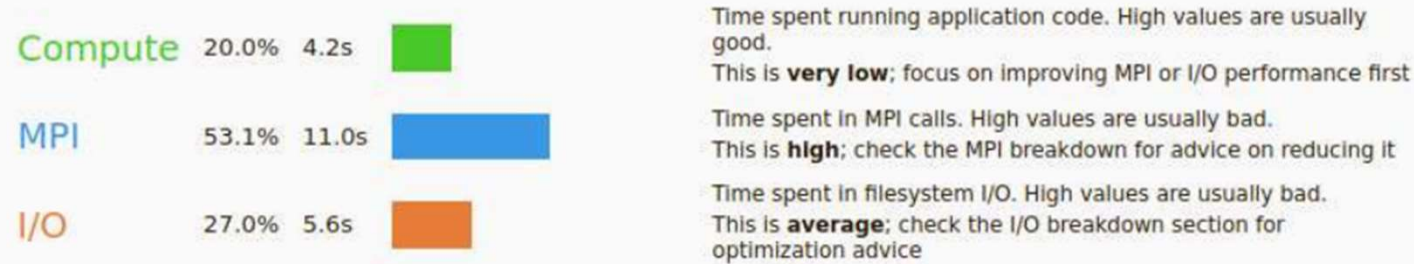 Compute 20.0% 4.2s
Time spent running application code. High values are usually
good.
This is very low; focus on improving MPI or I/O performance first
MPI 53.1% 11.0s
Time spent in MPI calls. High values are usually bad.
This is high; check the MPI breakdown for advice on reducing it
I/O 27.0% 5.6s
Time spent in filesystem I/O. High values are usually bad.
This is average; check the I/O breakdown section for
optimization advice